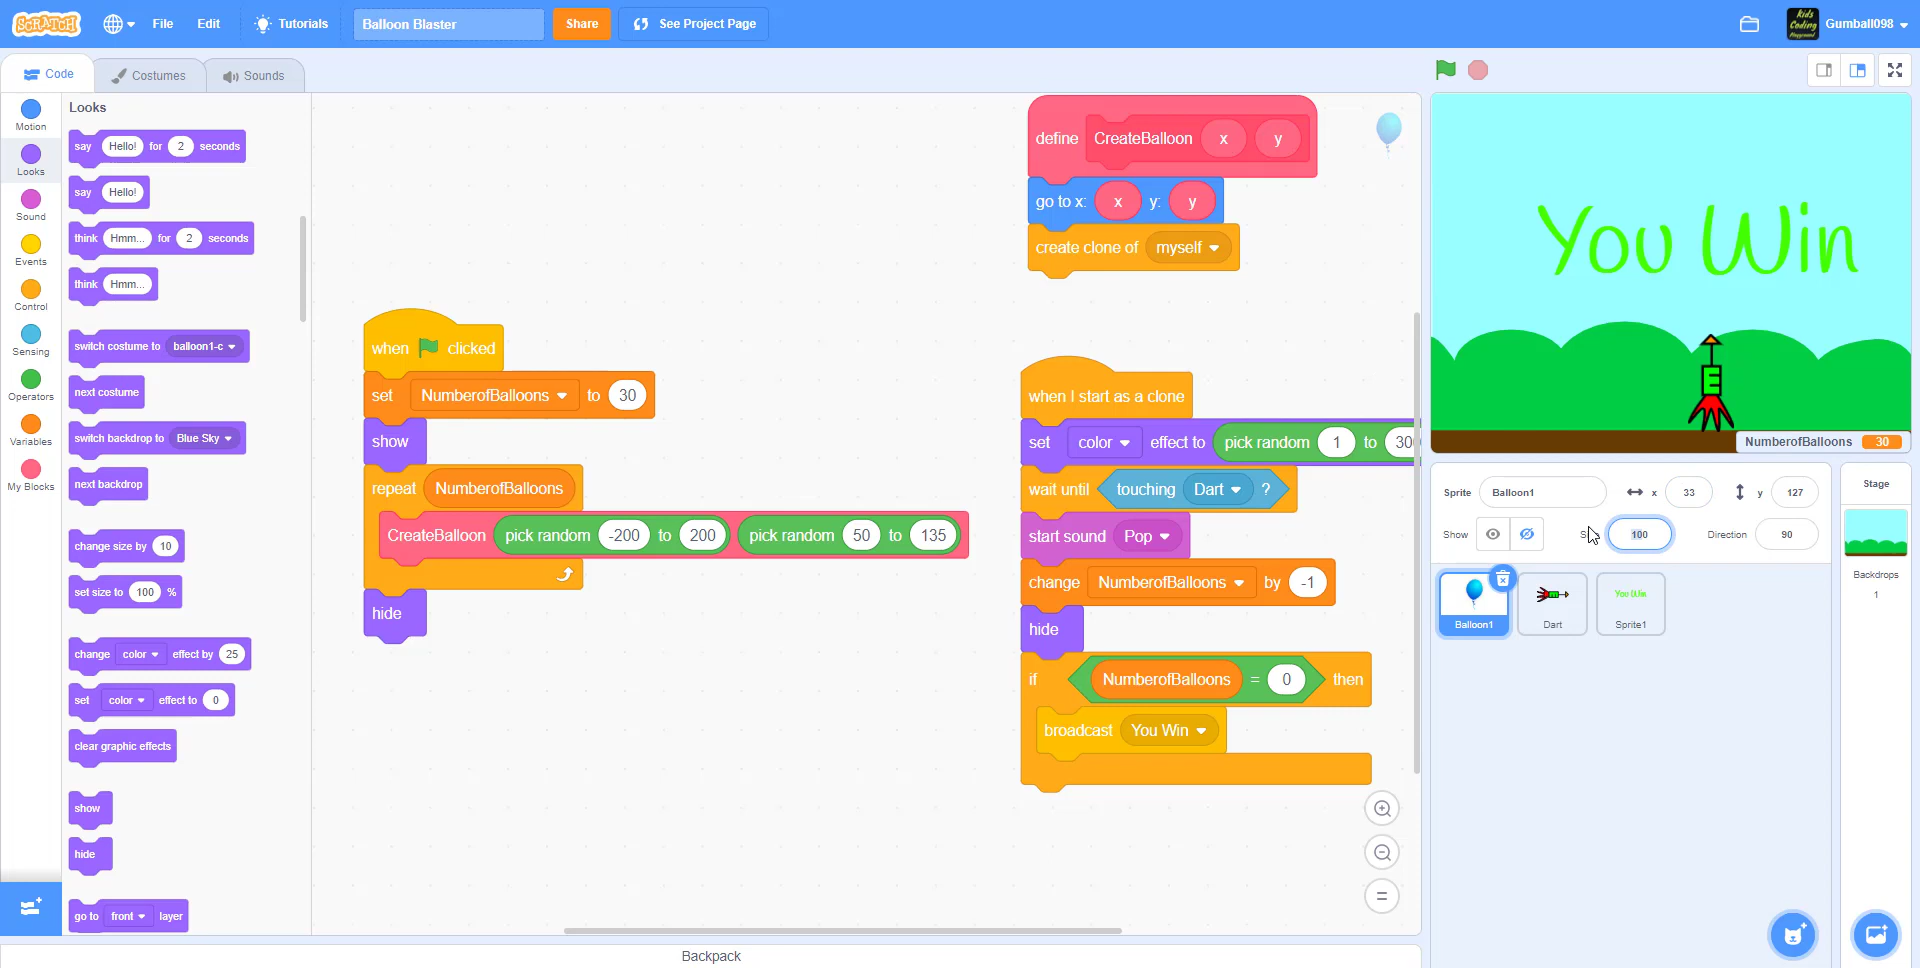 SCRATCH
File
Edit
Tutorials
Balloon Blaster
Share
See Project Page
Kids
Coding
Playground
Gumball098
Code
Costumes
Sounds
Motion
Looks
Sound
Events
Control
Sensing
Operators
Variables
My Blocks
Looks
say Hello! for 2 seconds
say Hello!
think Hmm... for 2 seconds
think Hmm...
switch costume to balloon1-c
next costume
switch backdrop to Blue Sky
next backdrop
change size by 10
set size to 100 %
change color effect by 25
set color effect to 0
clear graphic effects
show
hide
go to front layer
when clicked
set NumberofBalloons to 30
show
repeat NumberofBalloons
CreateBalloon pick random -200 to 200 pick random 50 to 135
hide
define CreateBalloon x y
go to x: x y: y
create clone of myself
when I start as a clone
set color effect to pick random 1 to 300
wait until touching Dart ?
start sound Pop
change NumberofBalloons by -1
hide
if NumberofBalloons = 0 then
broadcast You Win
Backpack
You Win
E
NumberofBalloons 30
Sprite Balloon1 x 33 y 127
Show 100 Direction 90
Balloon1
Dart
You Win
Sprite1
Stage
Backdrops
1